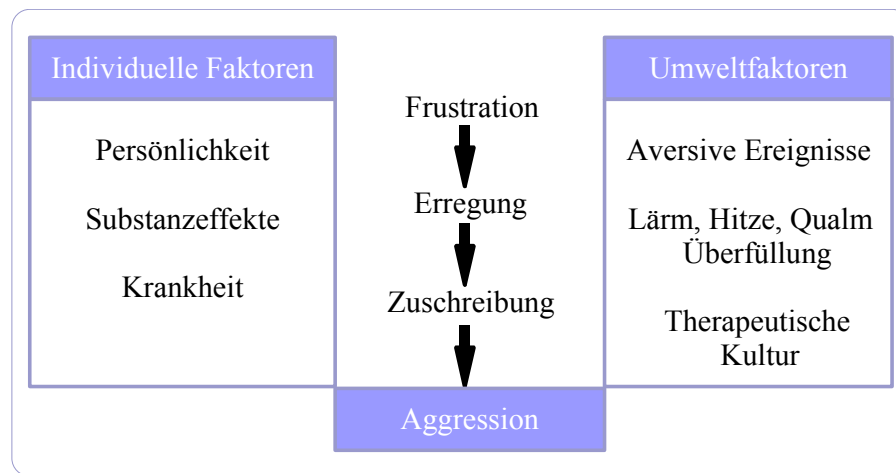 Individuelle Faktoren
Persönlichkeit
Substanzeffekte
Krankheit
Frustration
Erregung
Zuschreibung
Aggression
Umweltfaktoren
Aversive Ereignisse
Lärm, Hitze, Qualm
Überfüllung
Therapeutische
Kultur